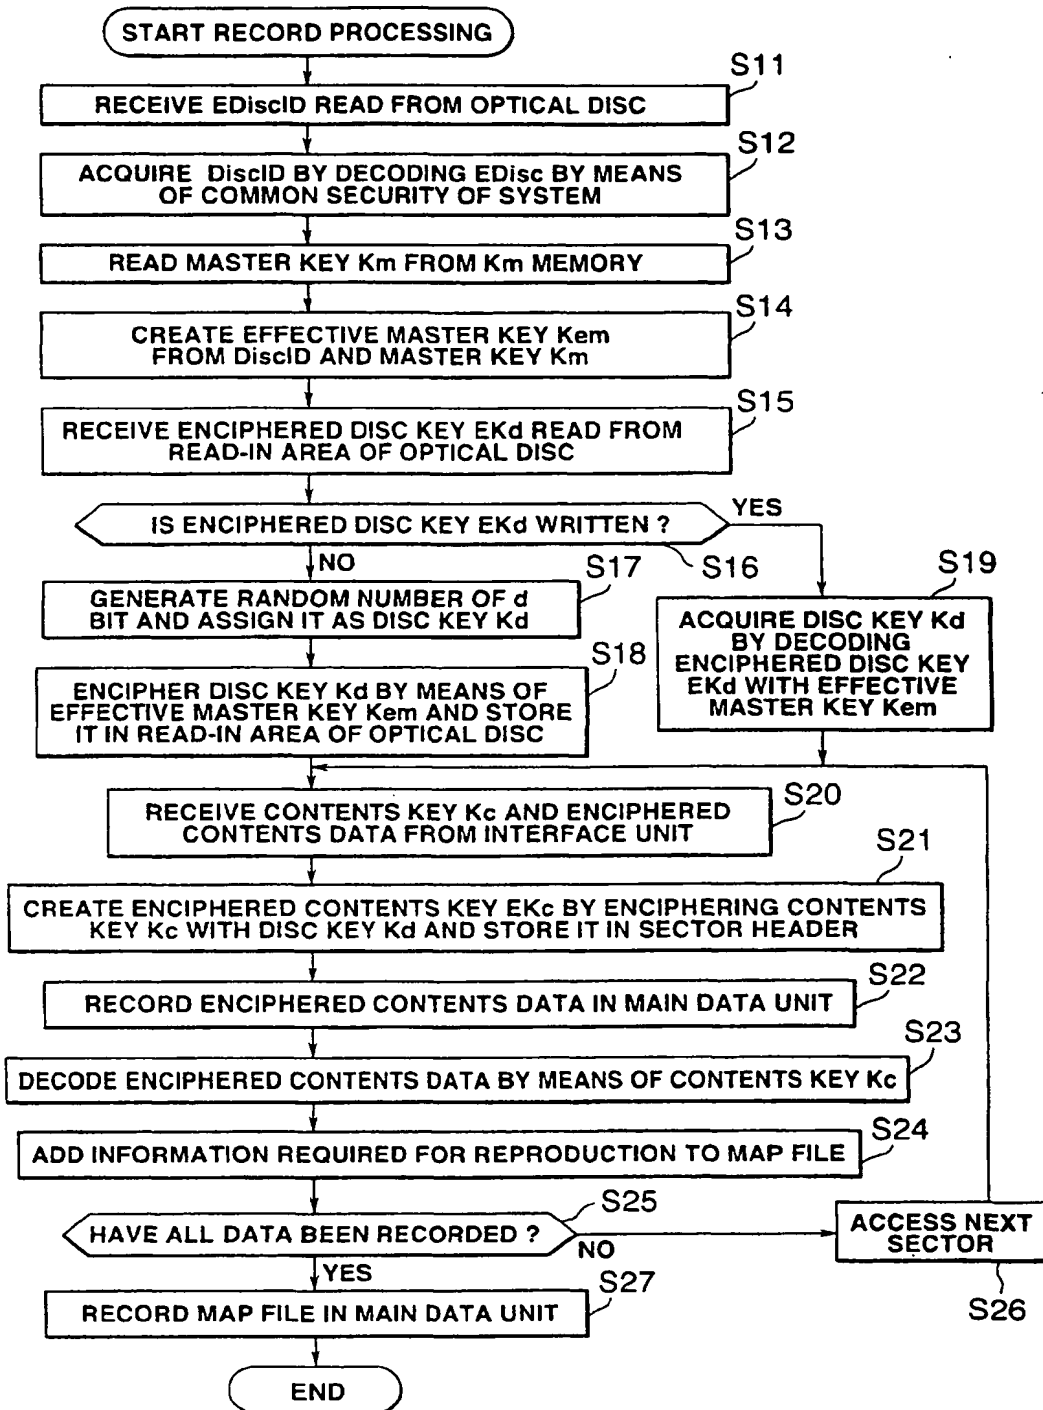 START RECORD PROCESSING
S11
RECEIVE EDiscID READ FROM OPTICAL DISC
S12
ACQUIRE DiscID BY DECODING EDisc BY MEANS
OF COMMON SECURITY OF SYSTEM
S13
READ MASTER KEY Km FROM Km MEMORY
S14
CREATE EFFECTIVE MASTER KEY Kem
FROM DiscID AND MASTER KEY Km
S15
RECEIVE ENCIPHERED DISC KEY EKd READ FROM
READ-IN AREA OF OPTICAL DISC
IS ENCIPHERED DISC KEY EKd WRITTEN ?
YES
S16
NO
S17
GENERATE RANDOM NUMBER OF d
BIT AND ASSIGN IT AS DISC KEY Kd
S19
ACQUIRE DISC KEY Kd
BY DECODING
ENCIPHERED DISC KEY
EKd WITH EFFECTIVE
MASTER KEY Kem
S18
ENCIPHER DISC KEY Kd BY MEANS OF
EFFECTIVE MASTER KEY Kem AND STORE
IT IN READ-IN AREA OF OPTICAL DISC
S20
RECEIVE CONTENTS KEY Kc AND ENCIPHERED
CONTENTS DATA FROM INTERFACE UNIT
S21
CREATE ENCIPHERED CONTENTS KEY EKc BY ENCIPHERING CONTENTS
KEY Kc WITH DISC KEY Kd AND STORE IT IN SECTOR HEADER
S22
RECORD ENCIPHERED CONTENTS DATA IN MAIN DATA UNIT
S23
DECODE ENCIPHERED CONTENTS DATA BY MEANS OF CONTENTS KEY Kc
S24
ADD INFORMATION REQUIRED FOR REPRODUCTION TO MAP FILE
S25
HAVE ALL DATA BEEN RECORDED ?
NO
ACCESS NEXT
SECTOR
S26
YES
S27
RECORD MAP FILE IN MAIN DATA UNIT
END